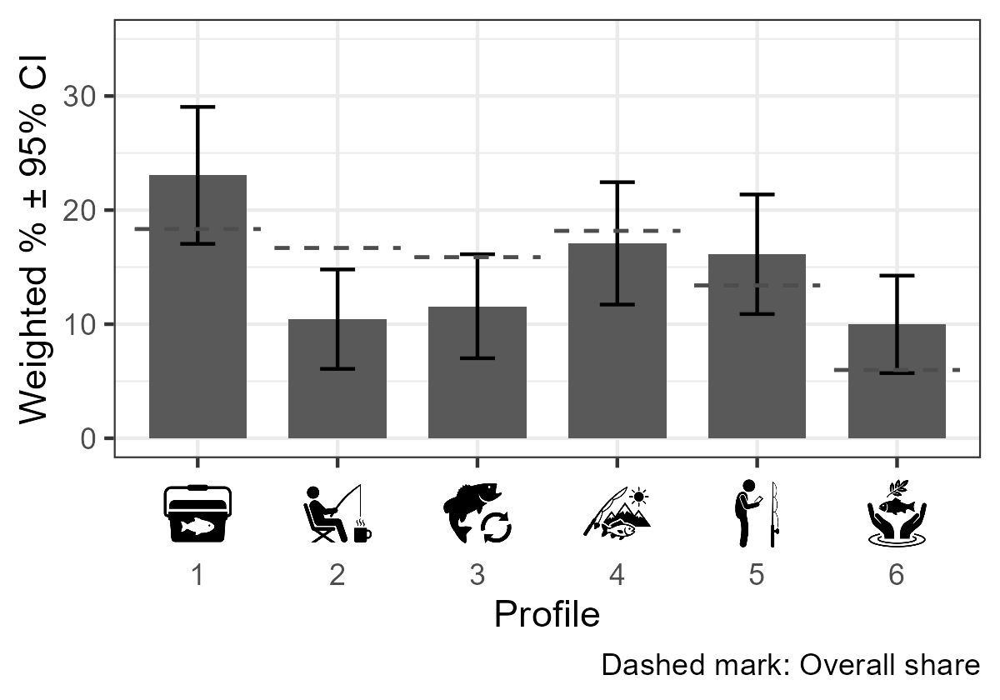 Weighted % ± 95% CI
30
20
10
0
1 2 3 4 5 6
Profile
Dashed mark: Overall share